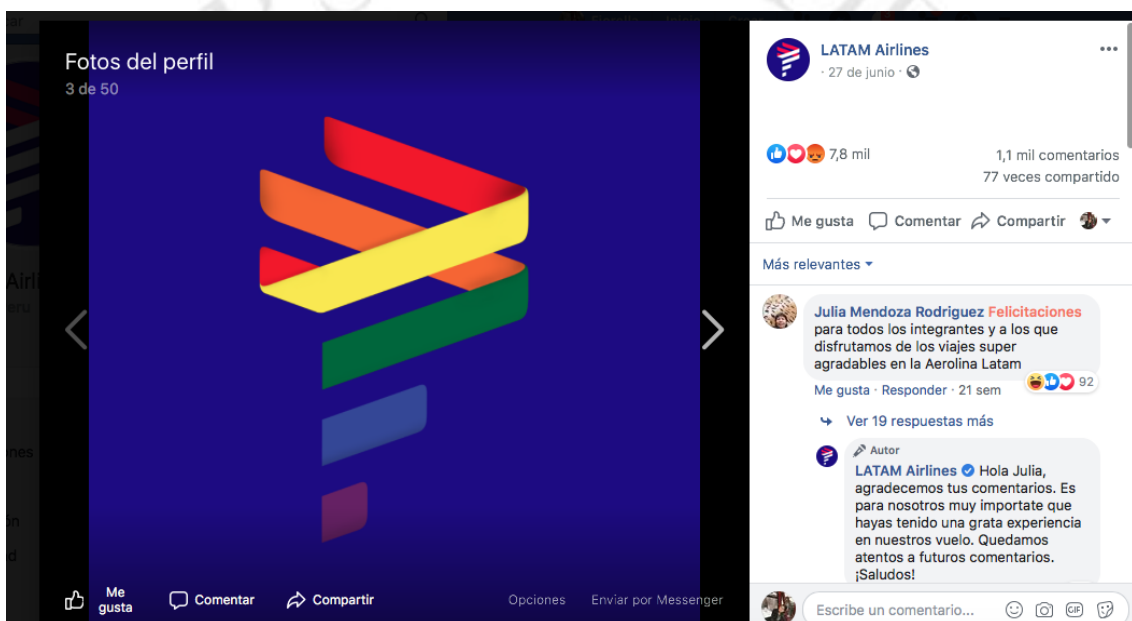 Fotos del perfil
3 de 50
Me gusta
Comentar
Compartir
Opciones
Enviar por Messenger
LATAM Airlines
· 27 de junio ·
7,8 mil
1,1 mil comentarios
77 veces compartido
Me gusta
Comentar
Compartir
Más relevantes
Julia Mendoza Rodriguez Felicitaciones
para todos los integrantes y a los que
disfrutamos de los viajes super
agradables en la Aerolina Latam
92
Me gusta · Responder · 21 sem
Ver 19 respuestas más
Autor
LATAM Airlines Hola Julia,
agradecemos tus comentarios. Es
para nosotros muy importate que
hayas tenido una grata experiencia
en nuestros vuelo. Quedamos
atentos a futuros comentarios.
¡Saludos!
Escribe un comentario...
GIF